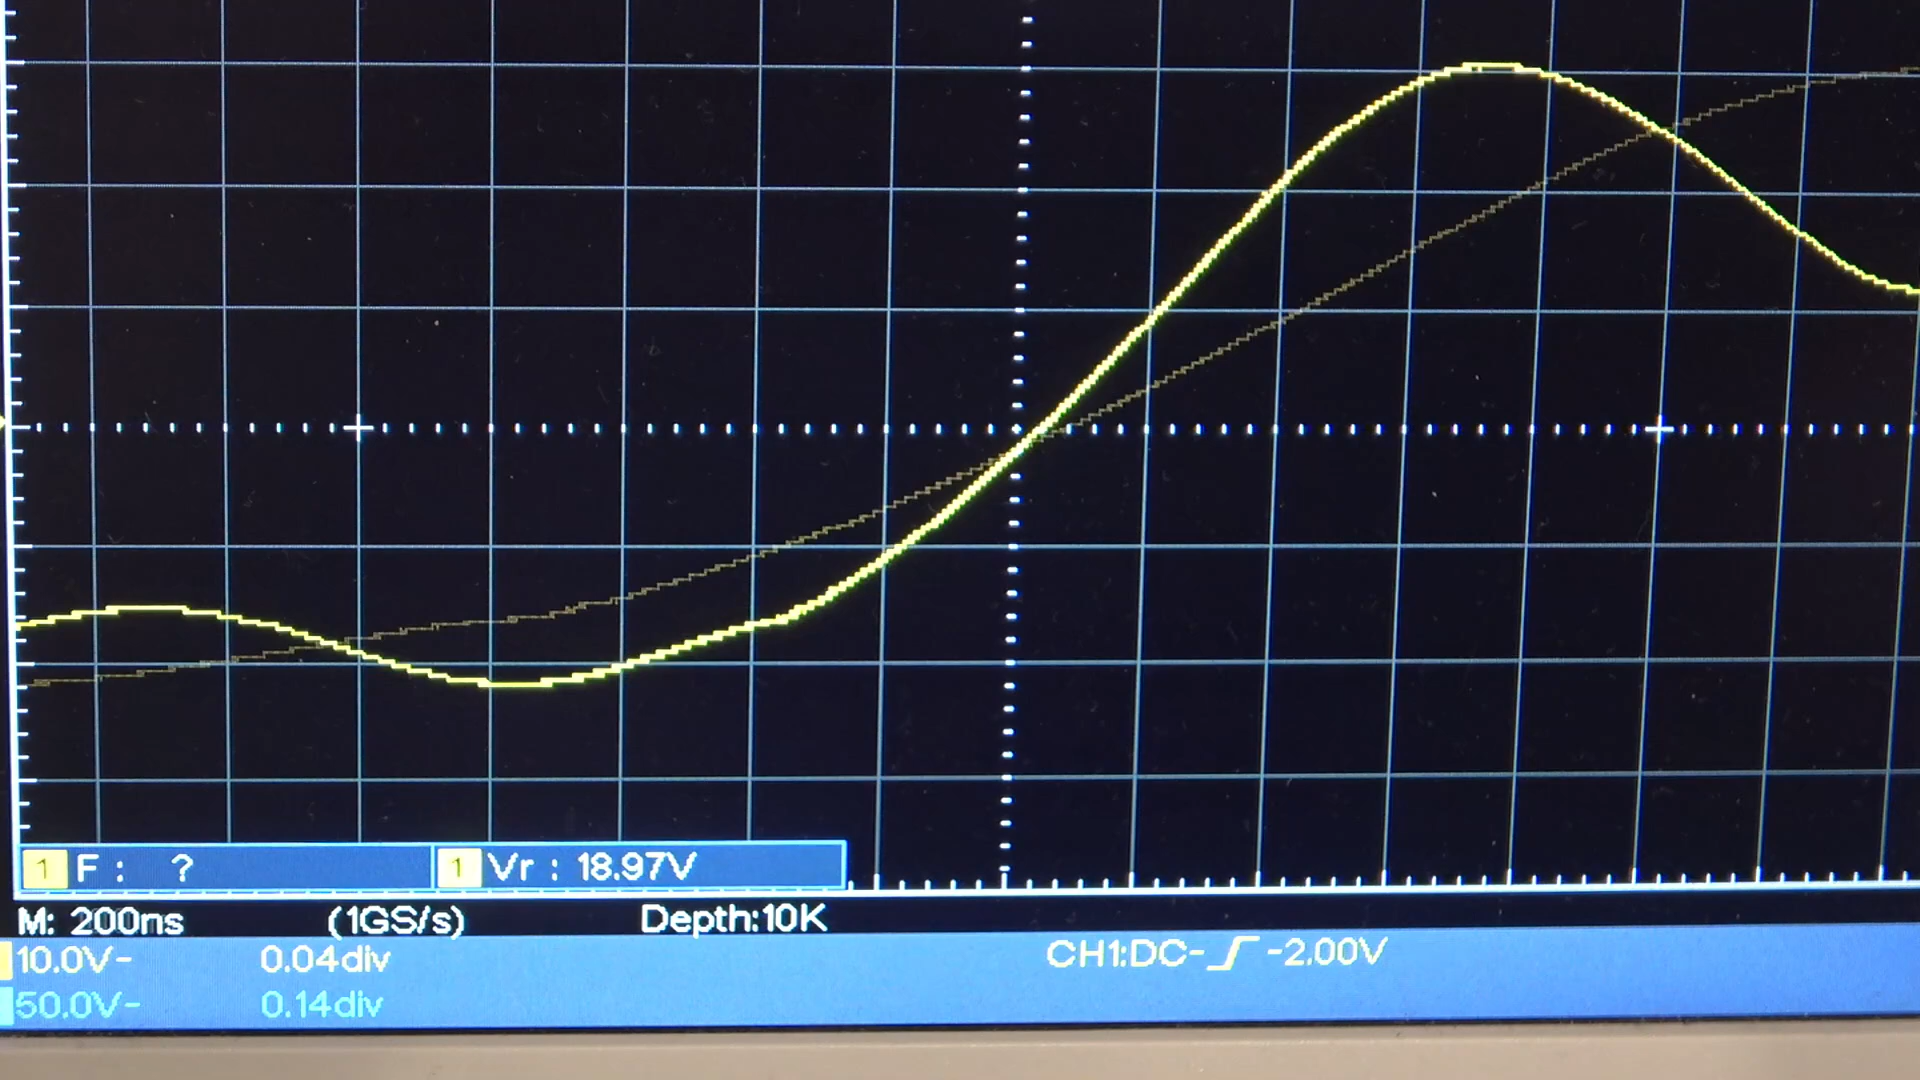 1 F : ? 1 Vr : 18.97V
M: 200ns (1GS/s) Depth:10K
10.0V- 0.04div CH1:DC- -2.00V
50.0V- 0.14div